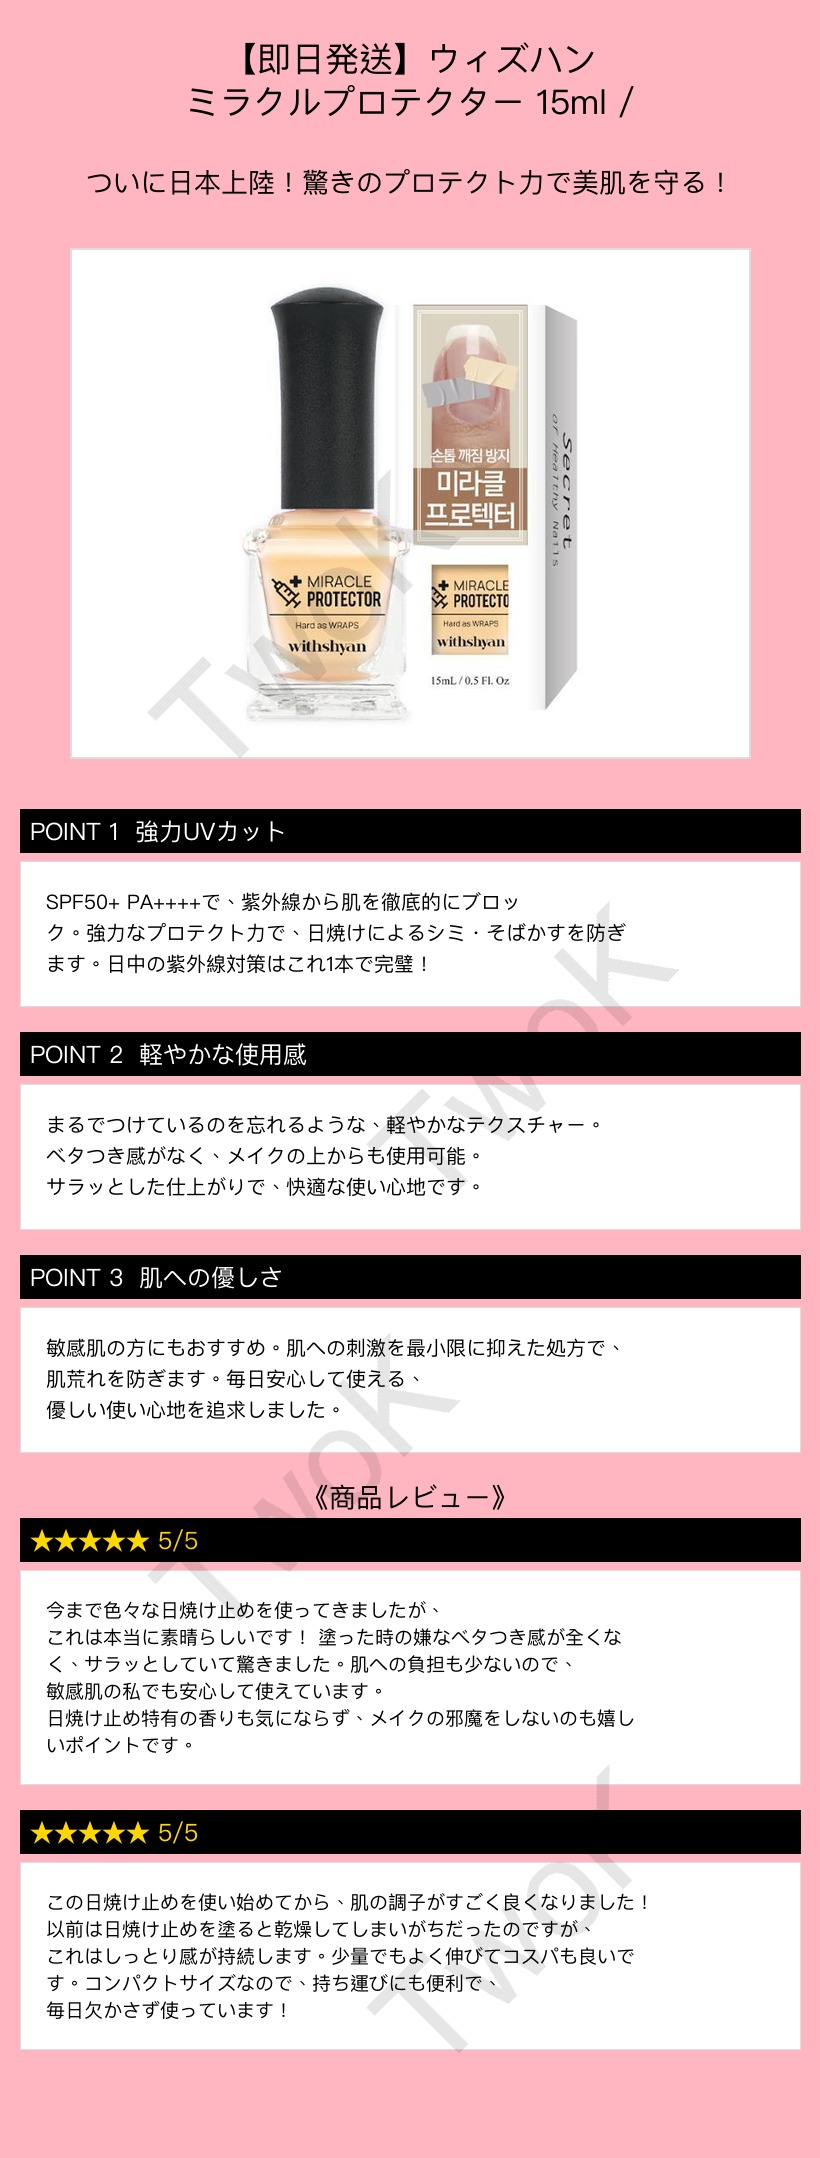 【即日発送】ウィズハン
ミラクルプロテクター 15ml /
ついに日本上陸！驚きのプロテクト力で美肌を守る！
손톱 깨짐 방지
미라클
프로텍터
Secret
of Healthy Nails
MIRACLE
PROTECTOR
Hard as WRAPS
withshyan
MIRACLE
PROTECTO
Hard as WRAPS
withshyan
15mL / 0.5 Fl. Oz
TwoK
POINT 1 強力UVカット
SPF50+ PA++++で、紫外線から肌を徹底的にブロッ
ク。強力なプロテクト力で、日焼けによるシミ・そばかすを防ぎ
ます。日中の紫外線対策はこれ1本で完璧！
TwoK
POINT 2 軽やかな使用感
まるでつけているのを忘れるような、軽やかなテクスチャー。
ベタつき感がなく、メイクの上からも使用可能。
サラッとした仕上がりで、快適な使い心地です。
POINT 3 肌への優しさ
敏感肌の方にもおすすめ。肌への刺激を最小限に抑えた処方で、
肌荒れを防ぎます。毎日安心して使える、
優しい使い心地を追求しました。
TwoK
《商品レビュー》
★★★★★ 5/5
今まで色々な日焼け止めを使ってきましたが、
これは本当に素晴らしいです！ 塗った時の嫌なベタつき感が全くな
く、サラッとしていて驚きました。肌への負担も少ないので、
敏感肌の私でも安心して使えています。
日焼け止め特有の香りも気にならず、メイクの邪魔をしないのも嬉し
いポイントです。
★★★★★ 5/5
この日焼け止めを使い始めてから、肌の調子がすごく良くなりました！
以前は日焼け止めを塗ると乾燥してしまいがちだったのですが、
これはしっとり感が持続します。少量でもよく伸びてコスパも良いで
す。コンパクトサイズなので、持ち運びにも便利で、
毎日欠かさず使っています！
TwoK